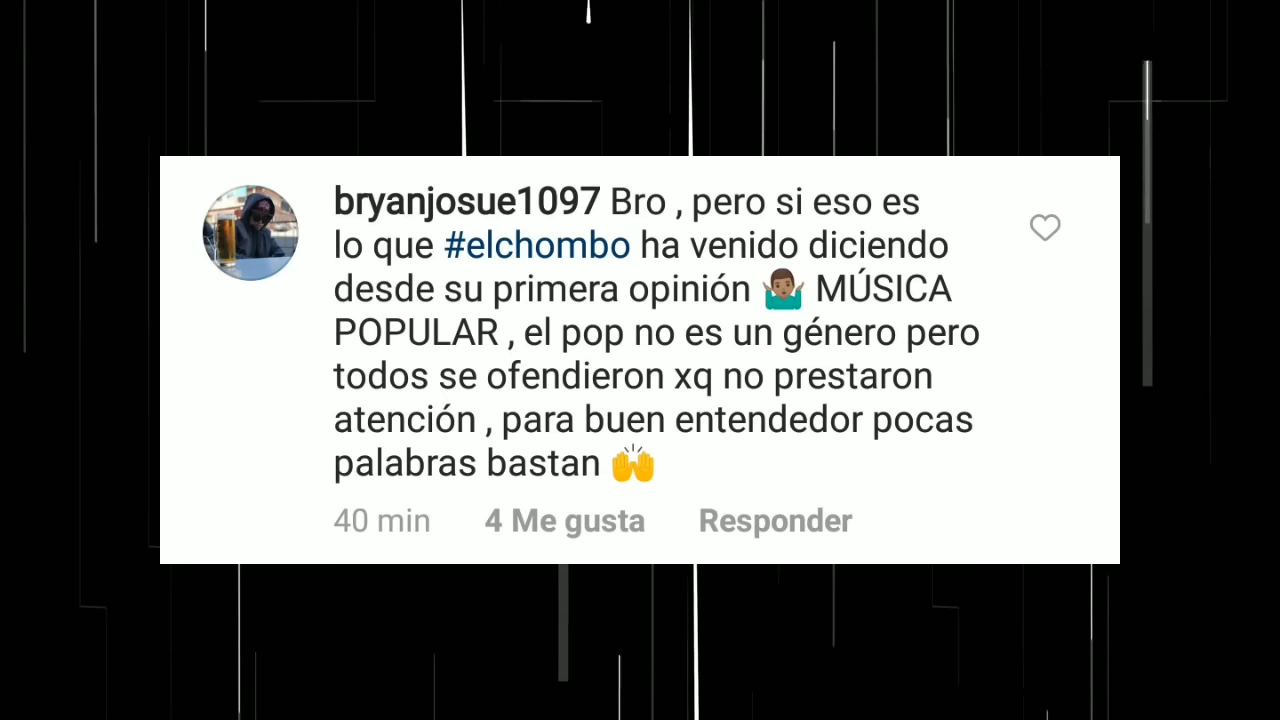 bryanjosue1097 Bro , pero si eso es
lo que #elchombo ha venido diciendo
desde su primera opinión 🤷🏽‍♂️ MÚSICA
POPULAR , el pop no es un género pero
todos se ofendieron xq no prestaron
atención , para buen entendedor pocas
palabras bastan 🙌
40 min 4 Me gusta Responder